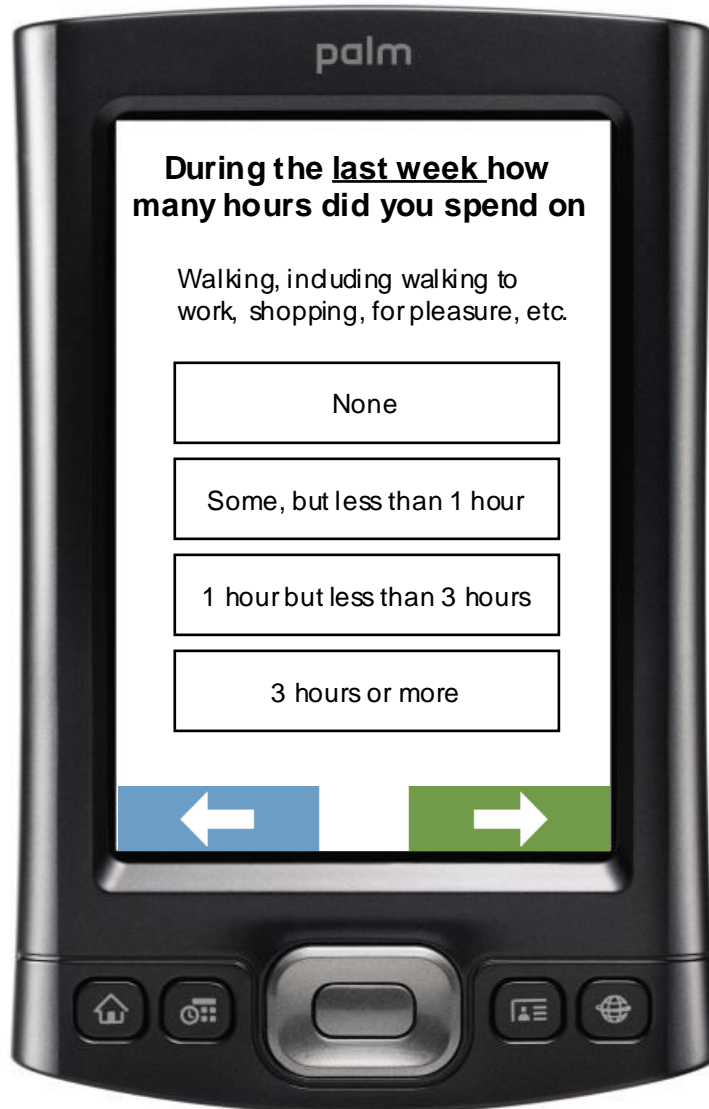 palm
During the last week how
many hours did you spend on
Walking, including walking to
work, shopping, for pleasure, etc.
None
Some, but less than 1 hour
1 hour but less than 3 hours
3 hours or more